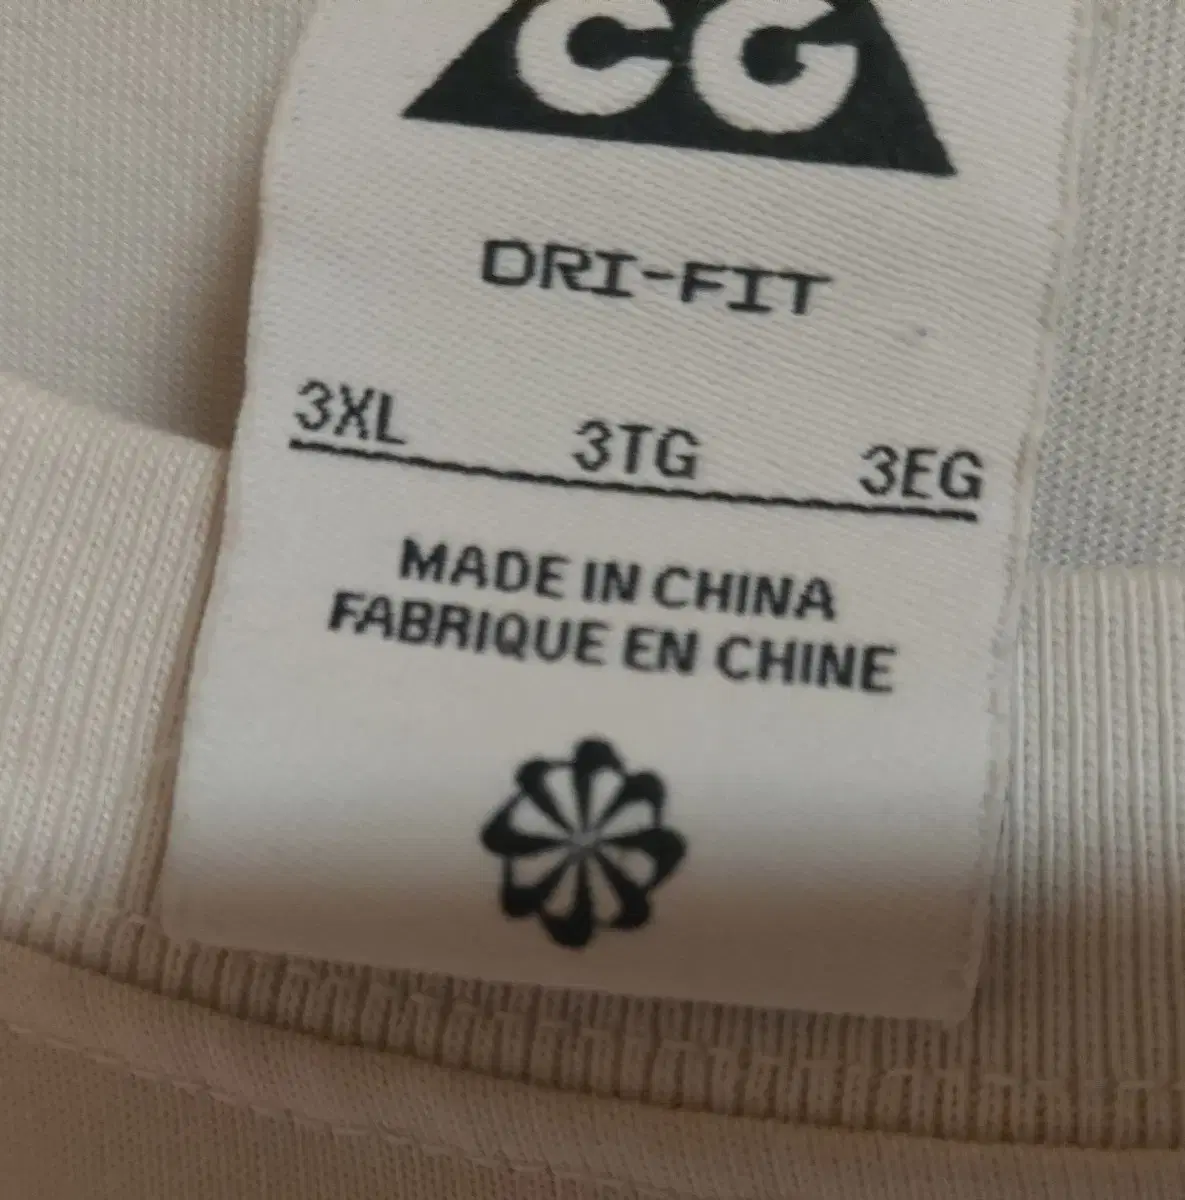 CG
DRI-FIT
3XL 3TG 3EG
MADE IN CHINA
FABRIQUE EN CHINE